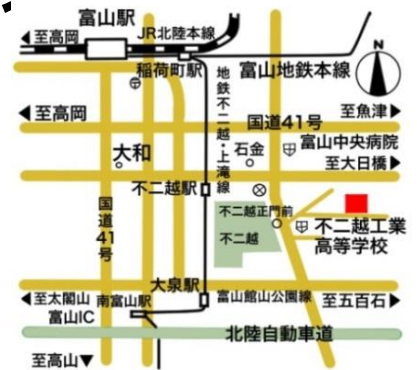 富山駅
至高岡
JR北陸本線
N
稲荷町駅
富山地鉄本線
地鉄不二越・上滝線
至高岡
至魚津
国道41号
富山中央病院
石金
大和
至大日橋
不二越駅
国道41号
不二越正門前
不二越
不二越工業
高等学校
大泉駅
至太閤山
南富山駅
富山館山公園線
至五百石
富山IC
北陸自動車道
至高山